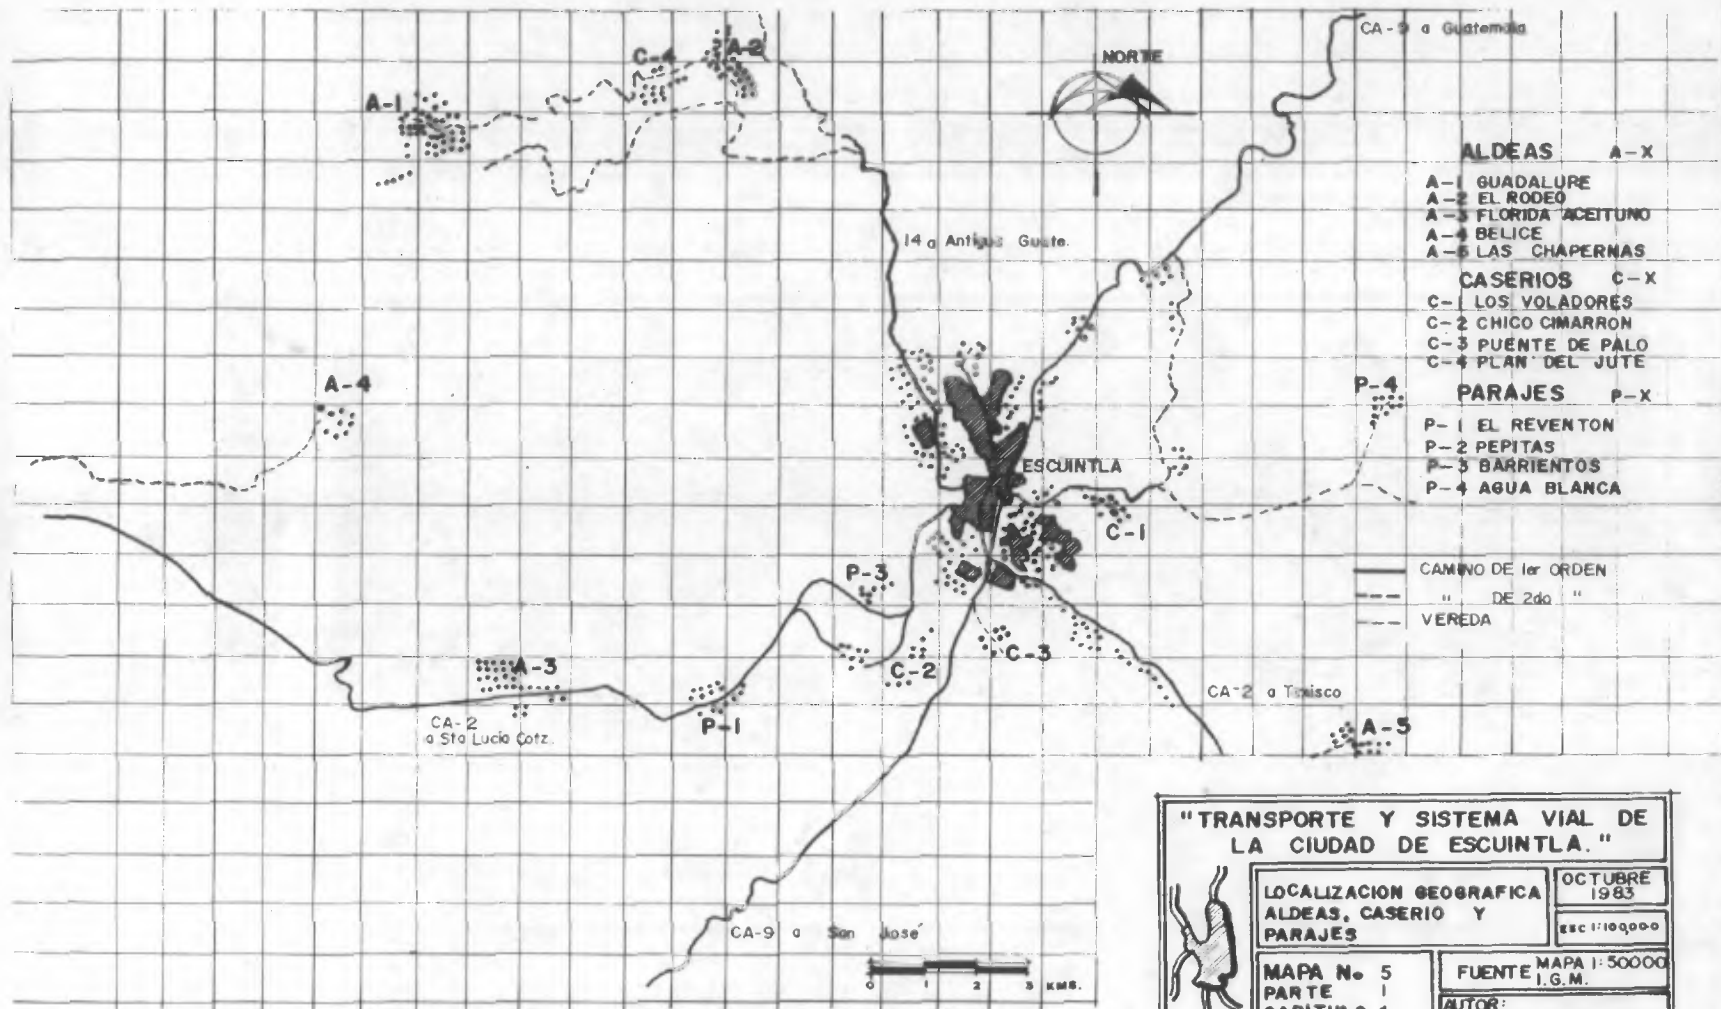 CA-9 a Guatemala
NORTE
C-4
A-2
A-1
ALDEAS A-X
A-1 GUADALURE
A-2 EL RODEO
A-3 FLORIDA ACEITUNO
A-4 BELICE
A-5 LAS CHAPERNAS
14 a Antigua Guate.
CASERIOS C-X
C-1 LOS VOLADORES
C-2 CHICO CIMARRON
C-3 PUENTE DE PALO
C-4 PLAN DEL JUTE
A-4
P-4
PARAJES P-X
P-1 EL REVENTON
P-2 PEPITAS
P-3 BARRIENTOS
P-4 AGUA BLANCA
ESCUINTLA
C-1
P-3
CAMINO DE 1er ORDEN
" DE 2do "
VEREDA
C-3
C-2
A-3
CA-2 a Taxisco
P-1
CA-2
a Sta Lucia Cotz.
A-5
"TRANSPORTE Y SISTEMA VIAL DE
LA CIUDAD DE ESCUINTLA."
LOCALIZACION GEOGRAFICA
ALDEAS, CASERIO Y
PARAJES
OCTUBRE
1983
ESC 1:100,000
CA-9 a San José
0 1 2 3 KMS.
MAPA No 5
PARTE I
FUENTE MAPA 1:50000
I.G.M.
AUTOR: